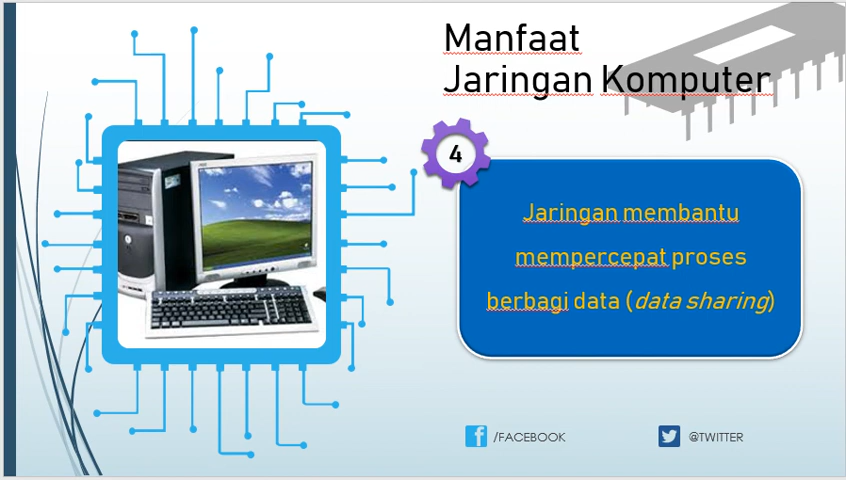 Manfaat
Jaringan Komputer
4
Jaringan membantu
mempercepat proses
berbagi data (data sharing)
/FACEBOOK
@TWITTER